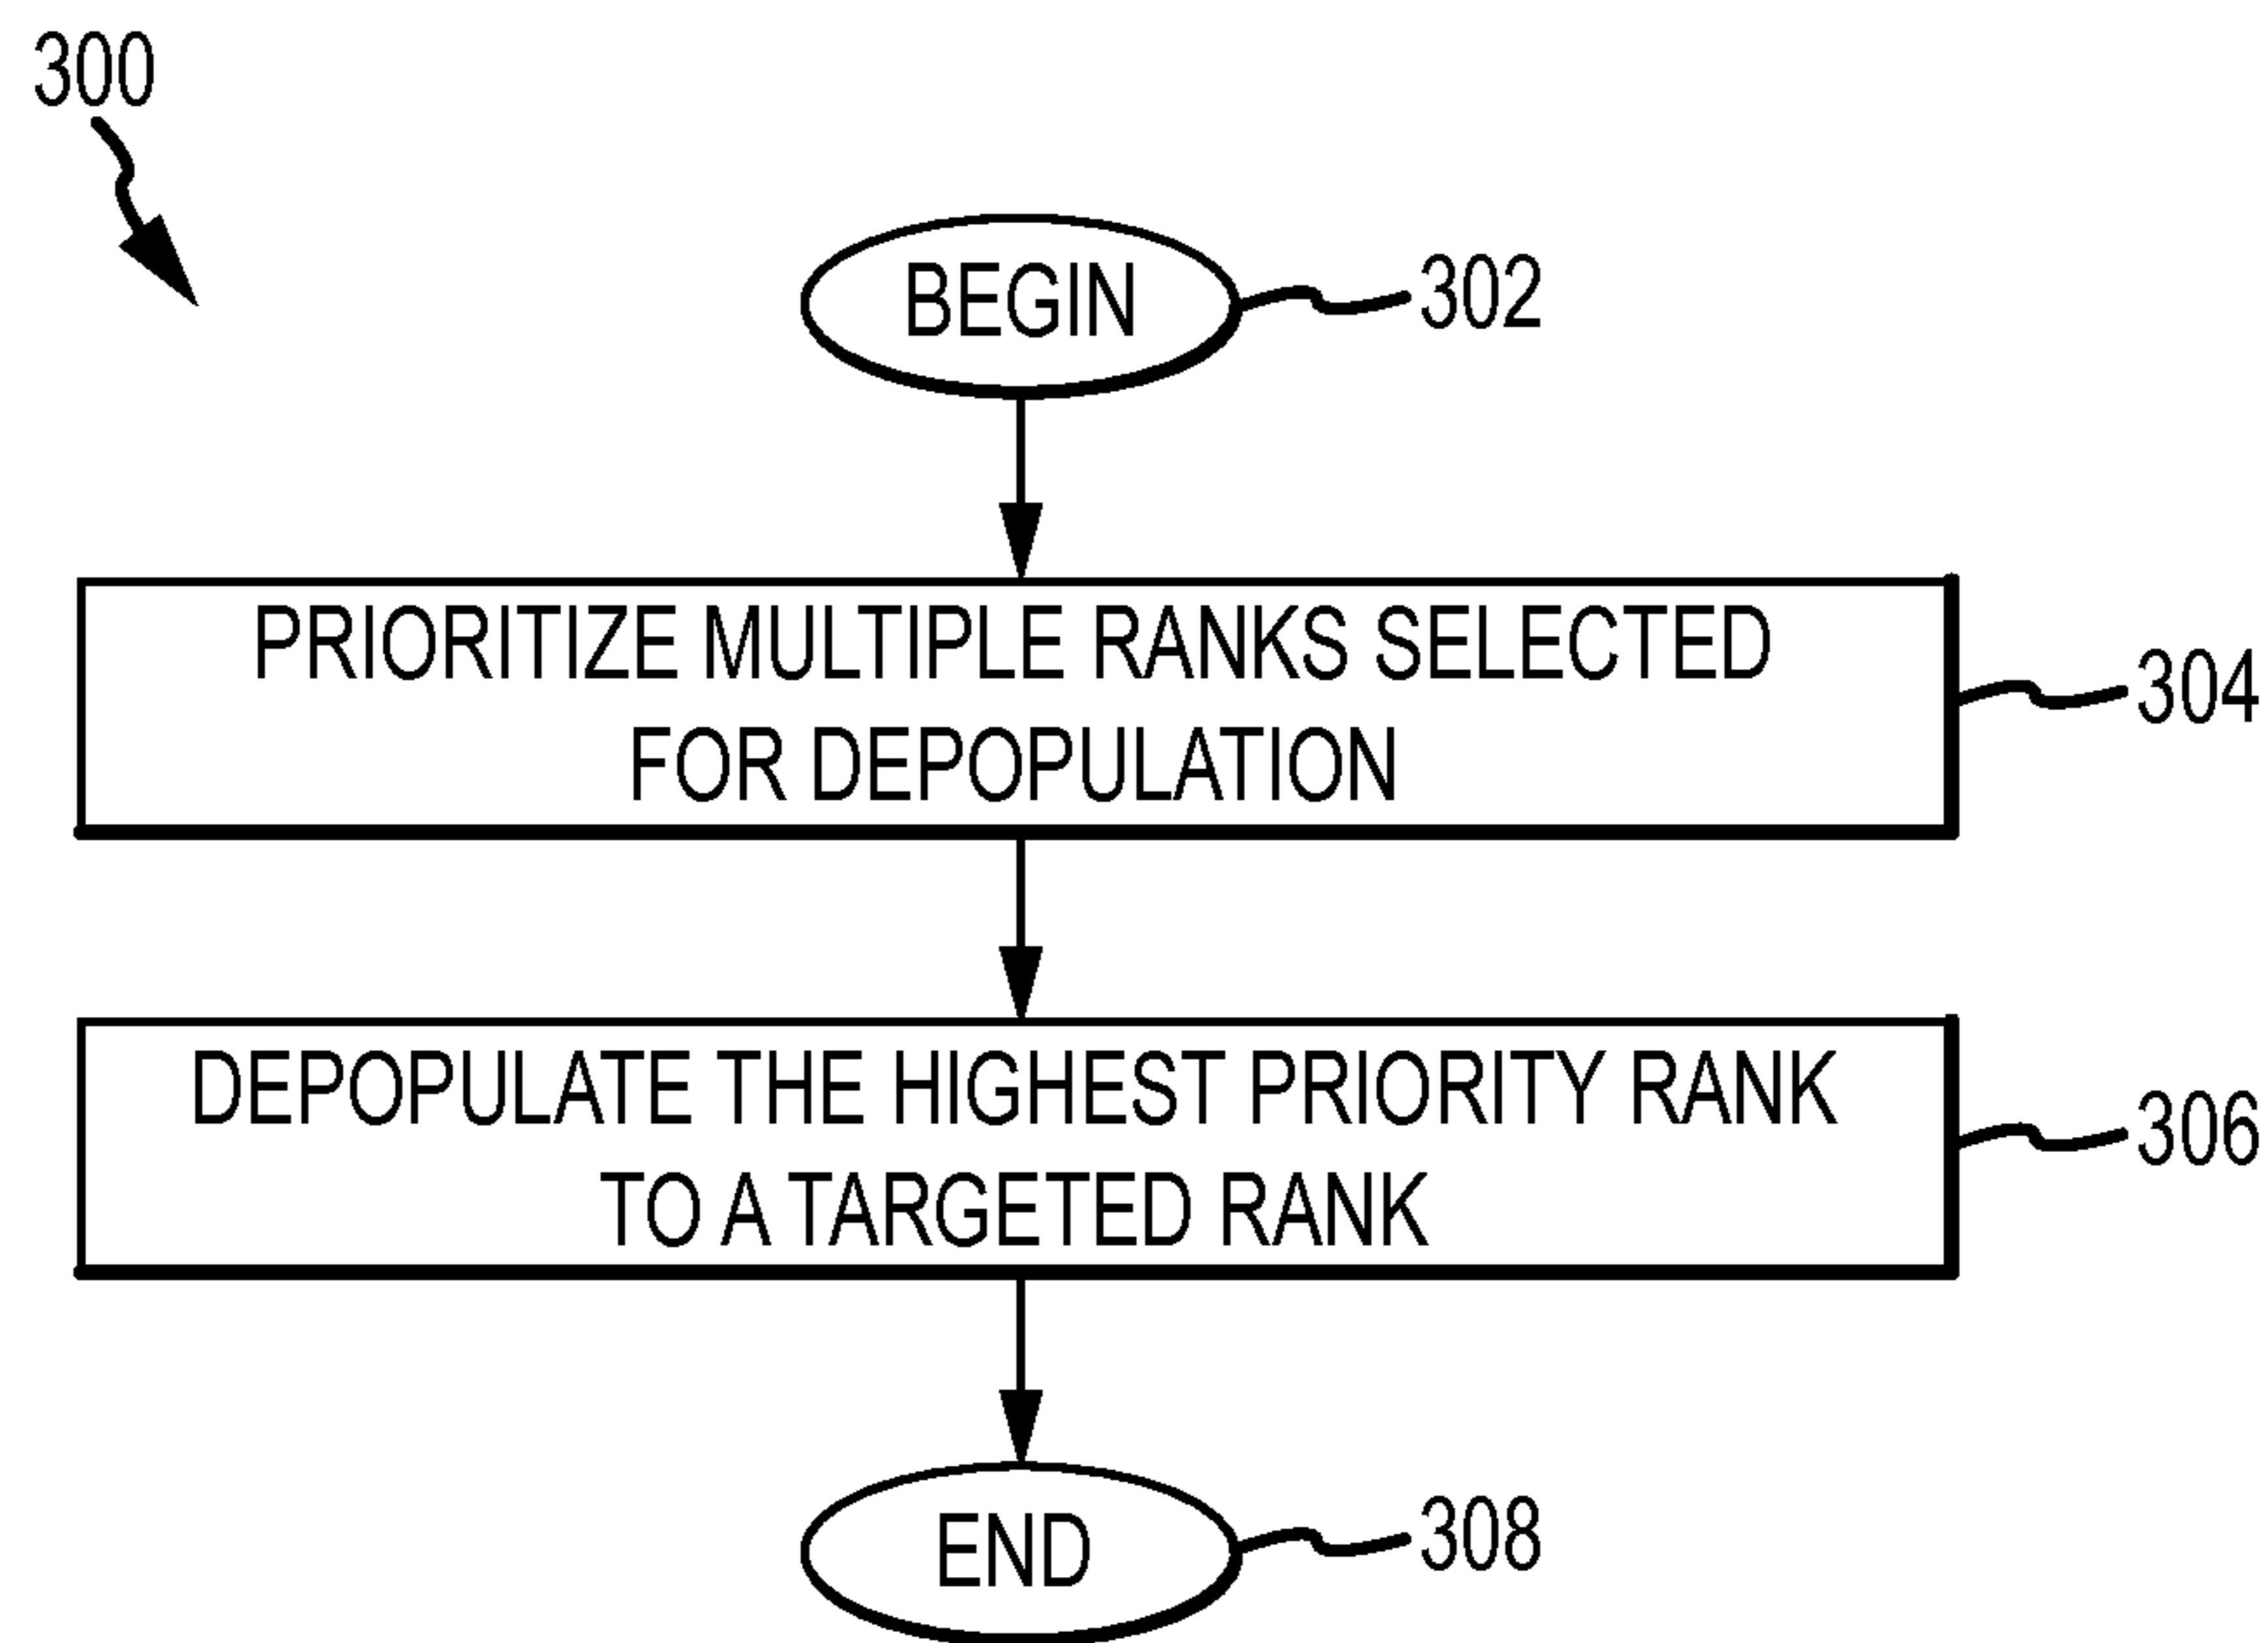 300
BEGIN
302
PRIORITIZE MULTIPLE RANKS SELECTED
FOR DEPOPULATION
304
DEPOPULATE THE HIGHEST PRIORITY RANK
TO A TARGETED RANK
306
END
308